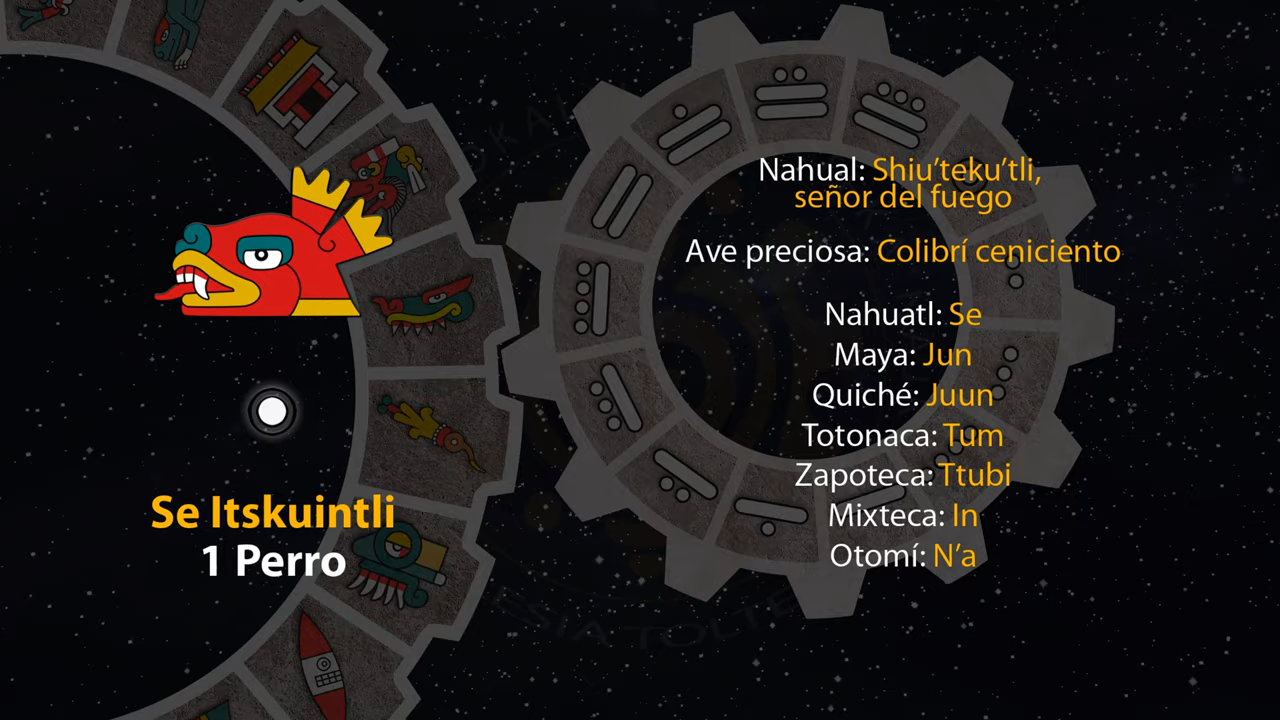 Nahual: Shiu’teku’tli,
señor del fuego
Ave preciosa: Colibrí ceniciento
Nahuatl: Se
Maya: Jun
Quiché: Juun
Totonaca: Tum
Zapoteca: Ttubi
Mixteca: In
Otomí: N’a
Se Itskuintli
1 Perro